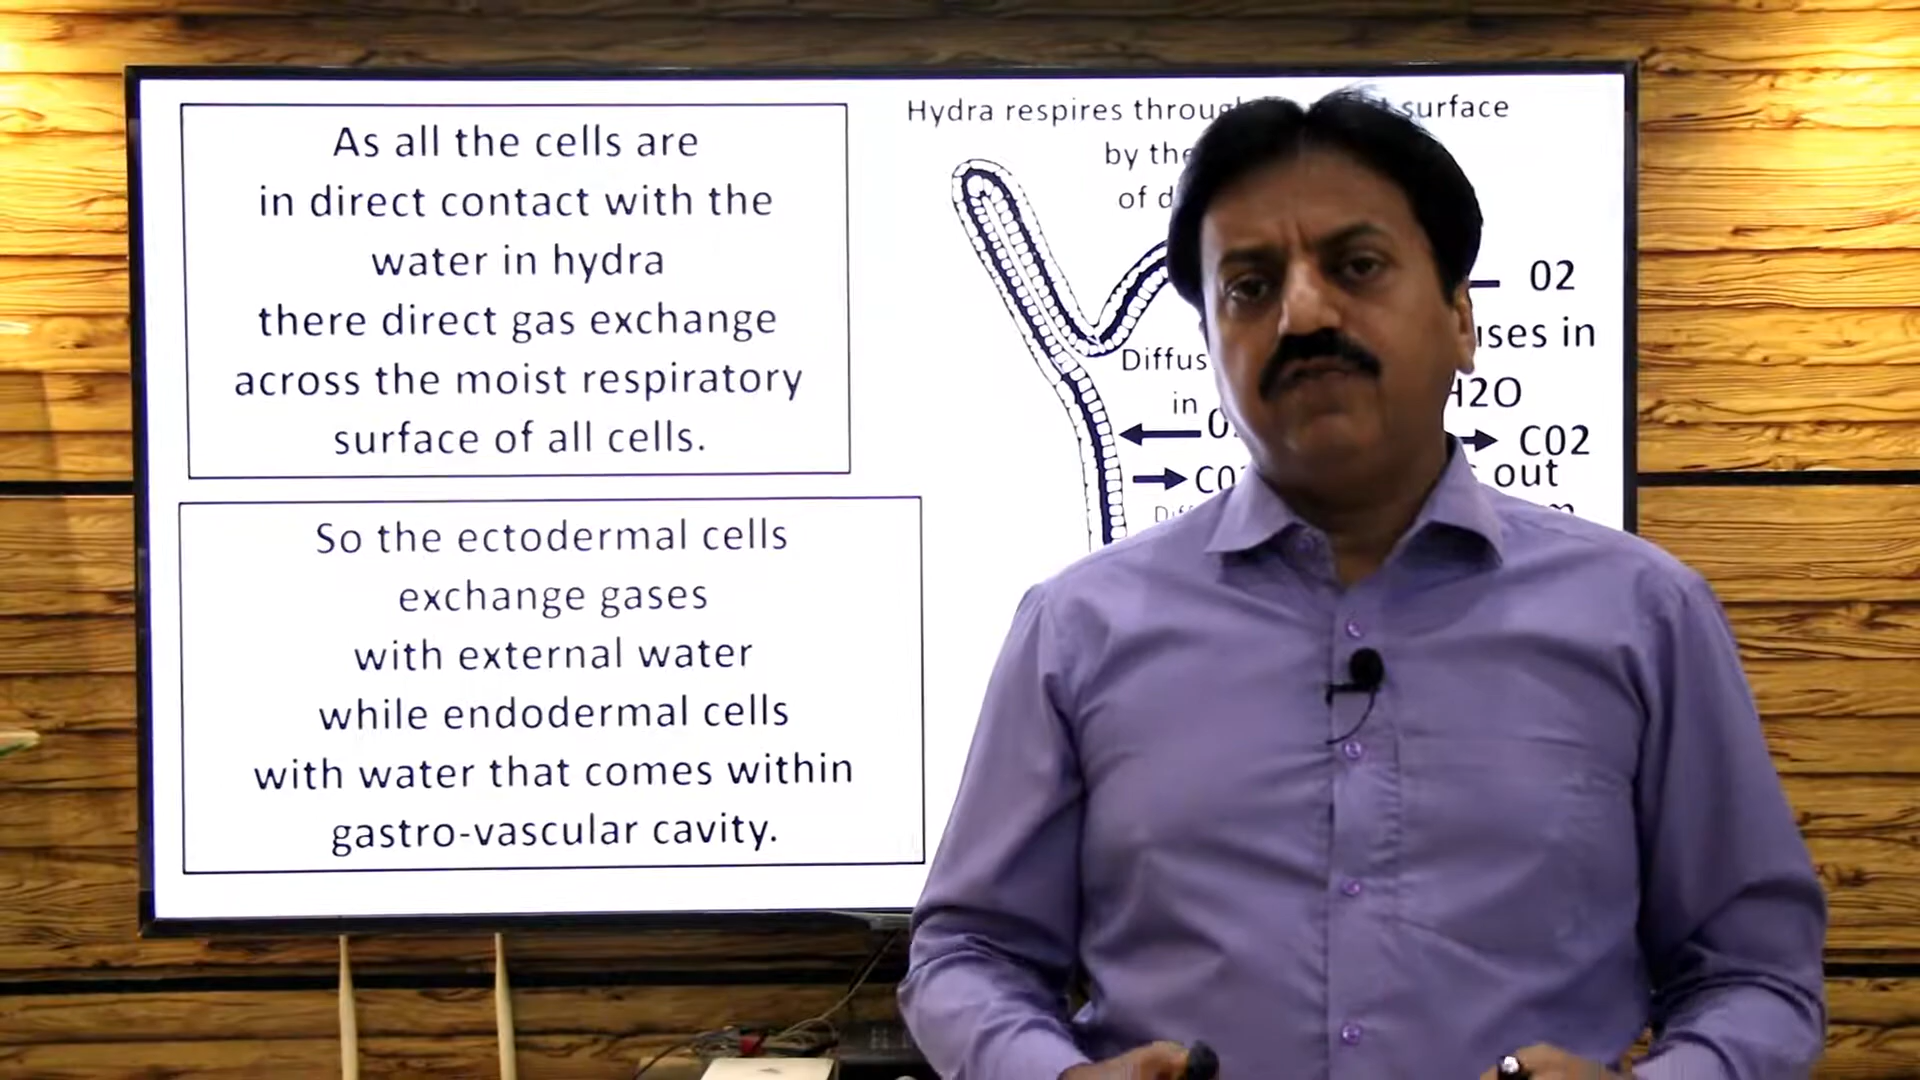 As all the cells are
in direct contact with the
water in hydra
there direct gas exchange
across the moist respiratory
surface of all cells.
So the ectodermal cells
exchange gases
with external water
while endodermal cells
with water that comes within
gastro-vascular cavity.
Hydra respires surface
by the
of
02
in
H2O
in
C02
out